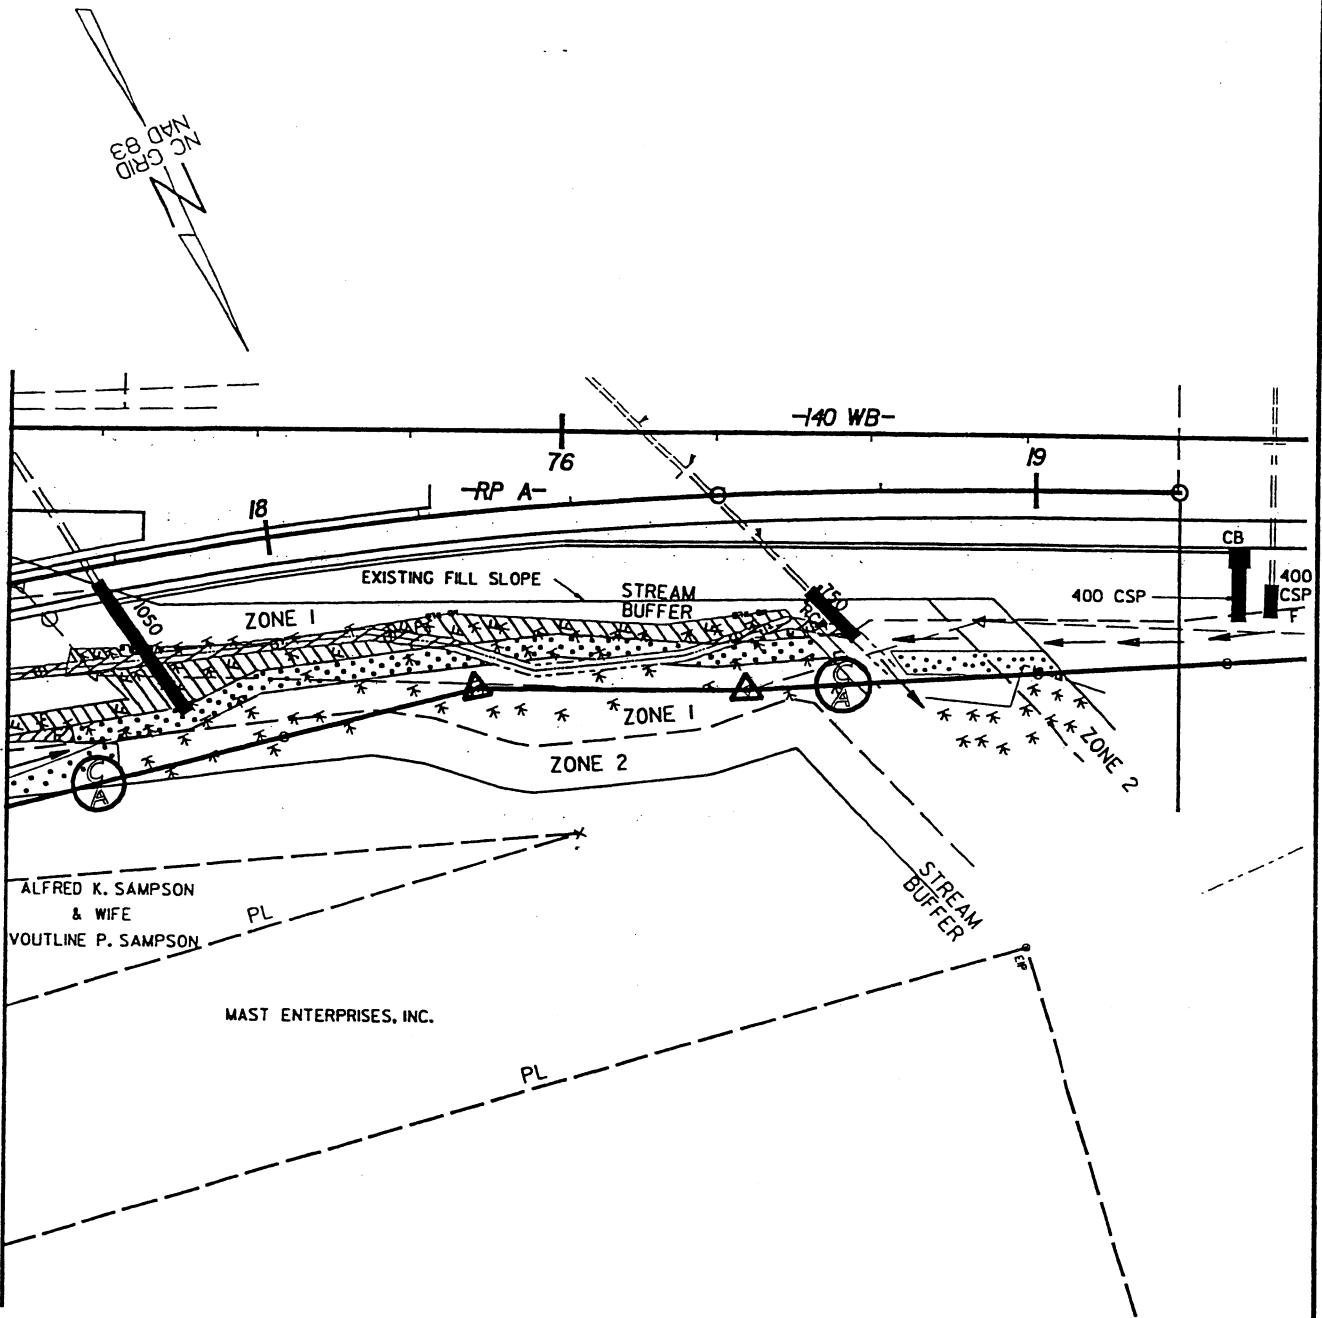 NC GRID
NAD 83
-I40 WB-
76
19
-RP A-
18
CB
EXISTING FILL SLOPE
STREAM
BUFFER
400 CSP
400
CSP
F
ZONE 1
1050
750
C
A
ZONE 1
ZONE 2
ZONE 2
C
A
ALFRED K. SAMPSON
& WIFE
VOUTLINE P. SAMPSON
PL
STREAM
BUFFER
EIP
MAST ENTERPRISES, INC.
PL